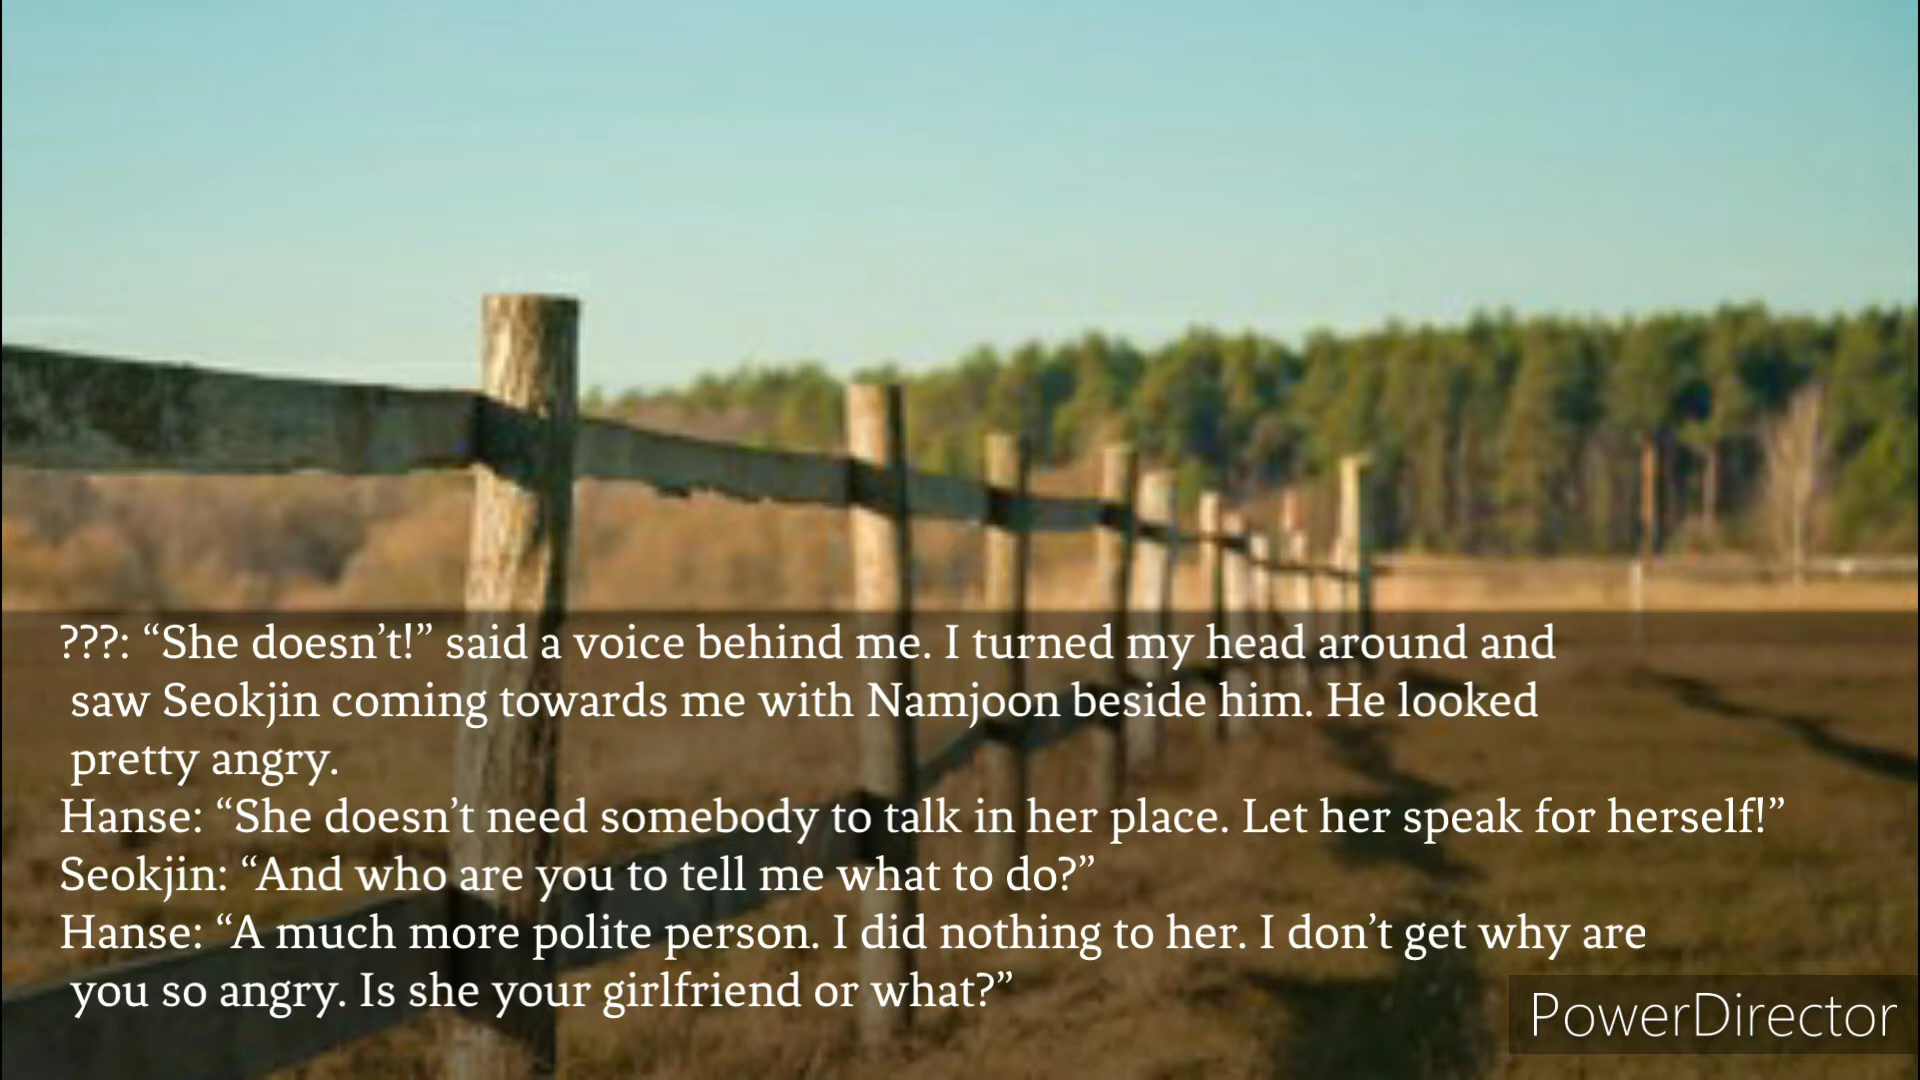 ???: “She doesn’t!” said a voice behind me. I turned my head around and
saw Seokjin coming towards me with Namjoon beside him. He looked
pretty angry.
Hanse: “She doesn’t need somebody to talk in her place. Let her speak for herself!”
Seokjin: “And who are you to tell me what to do?”
Hanse: “A much more polite person. I did nothing to her. I don’t get why are
you so angry. Is she your girlfriend or what?”
PowerDirector